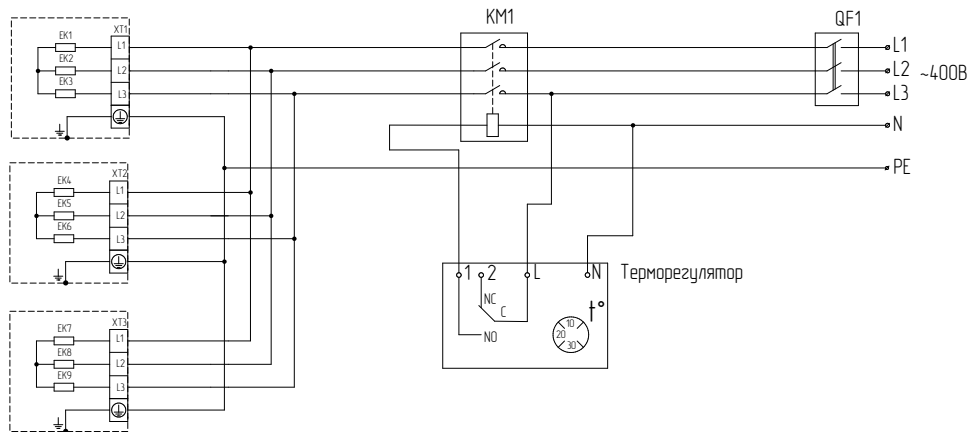 KM1
QF1
XT1
EK1
L1
EK2
L2
EK3
L3
L1
L2
~400В
L3
N
PE
XT2
EK4
L1
EK5
L2
EK6
L3
1
2
L
N
Терморегулятор
NC
C
NO
t°
10
20
30
XT3
EK7
L1
EK8
L2
EK9
L3